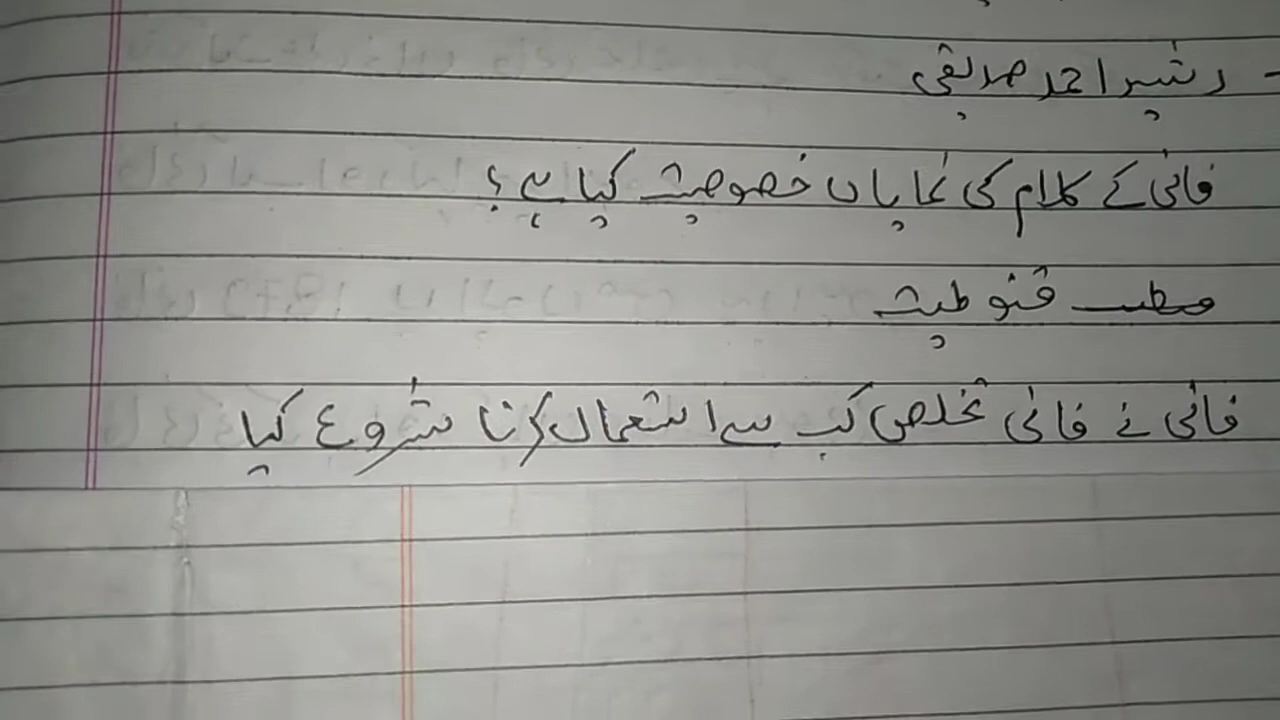 - رشید احمد صدیقی
فانی کے کلام کی نمایاں خصوصیت کیا ہے؟
قنوطیت
فانی نے فانی تخلص کب سے استعمال کرنا شروع کیا